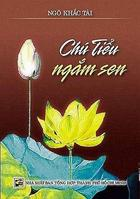 NGÔ KHẮC TÀI
Chú Tiểu
ngắm sen
NHÀ XUẤT BẢN TỔNG HỢP THÀNH PHỐ HỒ CHÍ MINH